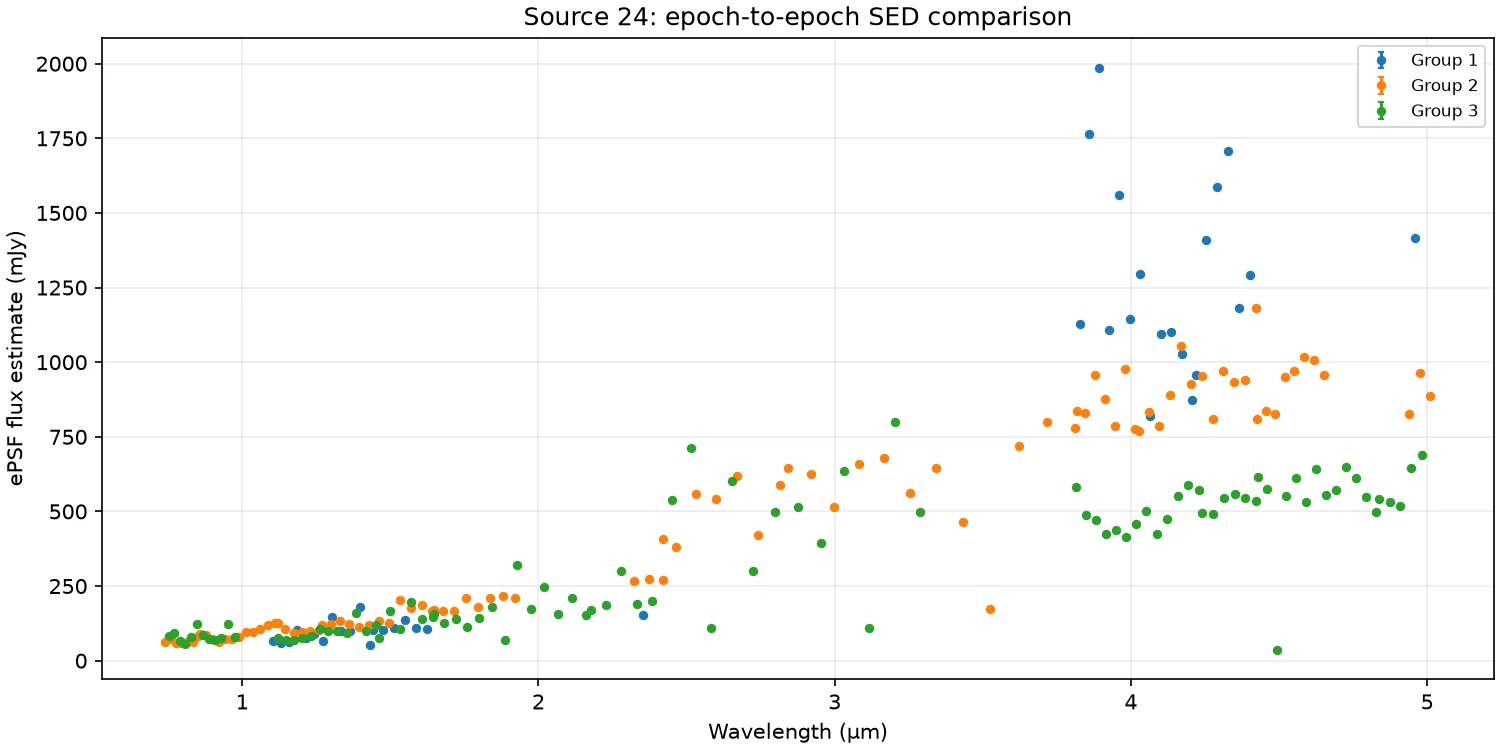 Source 24: epoch-to-epoch SED comparison
ePSF flux estimate (mJy)
2000
1750
1500
1250
1000
750
500
250
0
Group 1
Group 2
Group 3
1 2 3 4 5
Wavelength (μm)